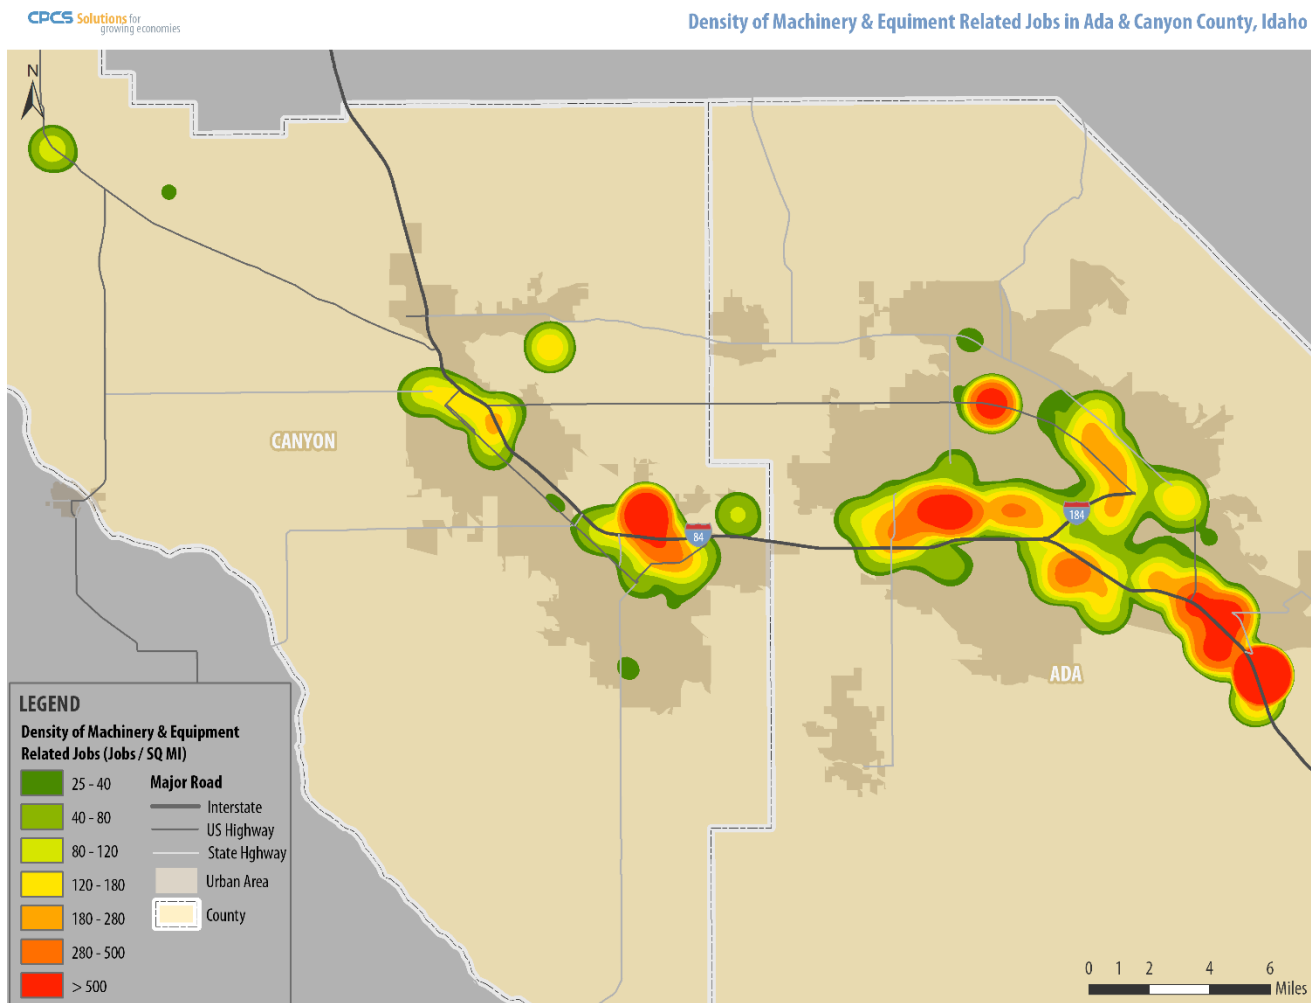 CPCS Solutions for
growing economies
Density of Machinery & Equiment Related Jobs in Ada & Canyon County, Idaho
N
CANYON
184
84
ADA
LEGEND
Density of Machinery & Equipment
Related Jobs (Jobs / SQ MI)
25 - 40
40 - 80
80 - 120
120 - 180
180 - 280
280 - 500
> 500
Major Road
Interstate
US Highway
State Hghway
Urban Area
County
0 1 2 4 6
Miles